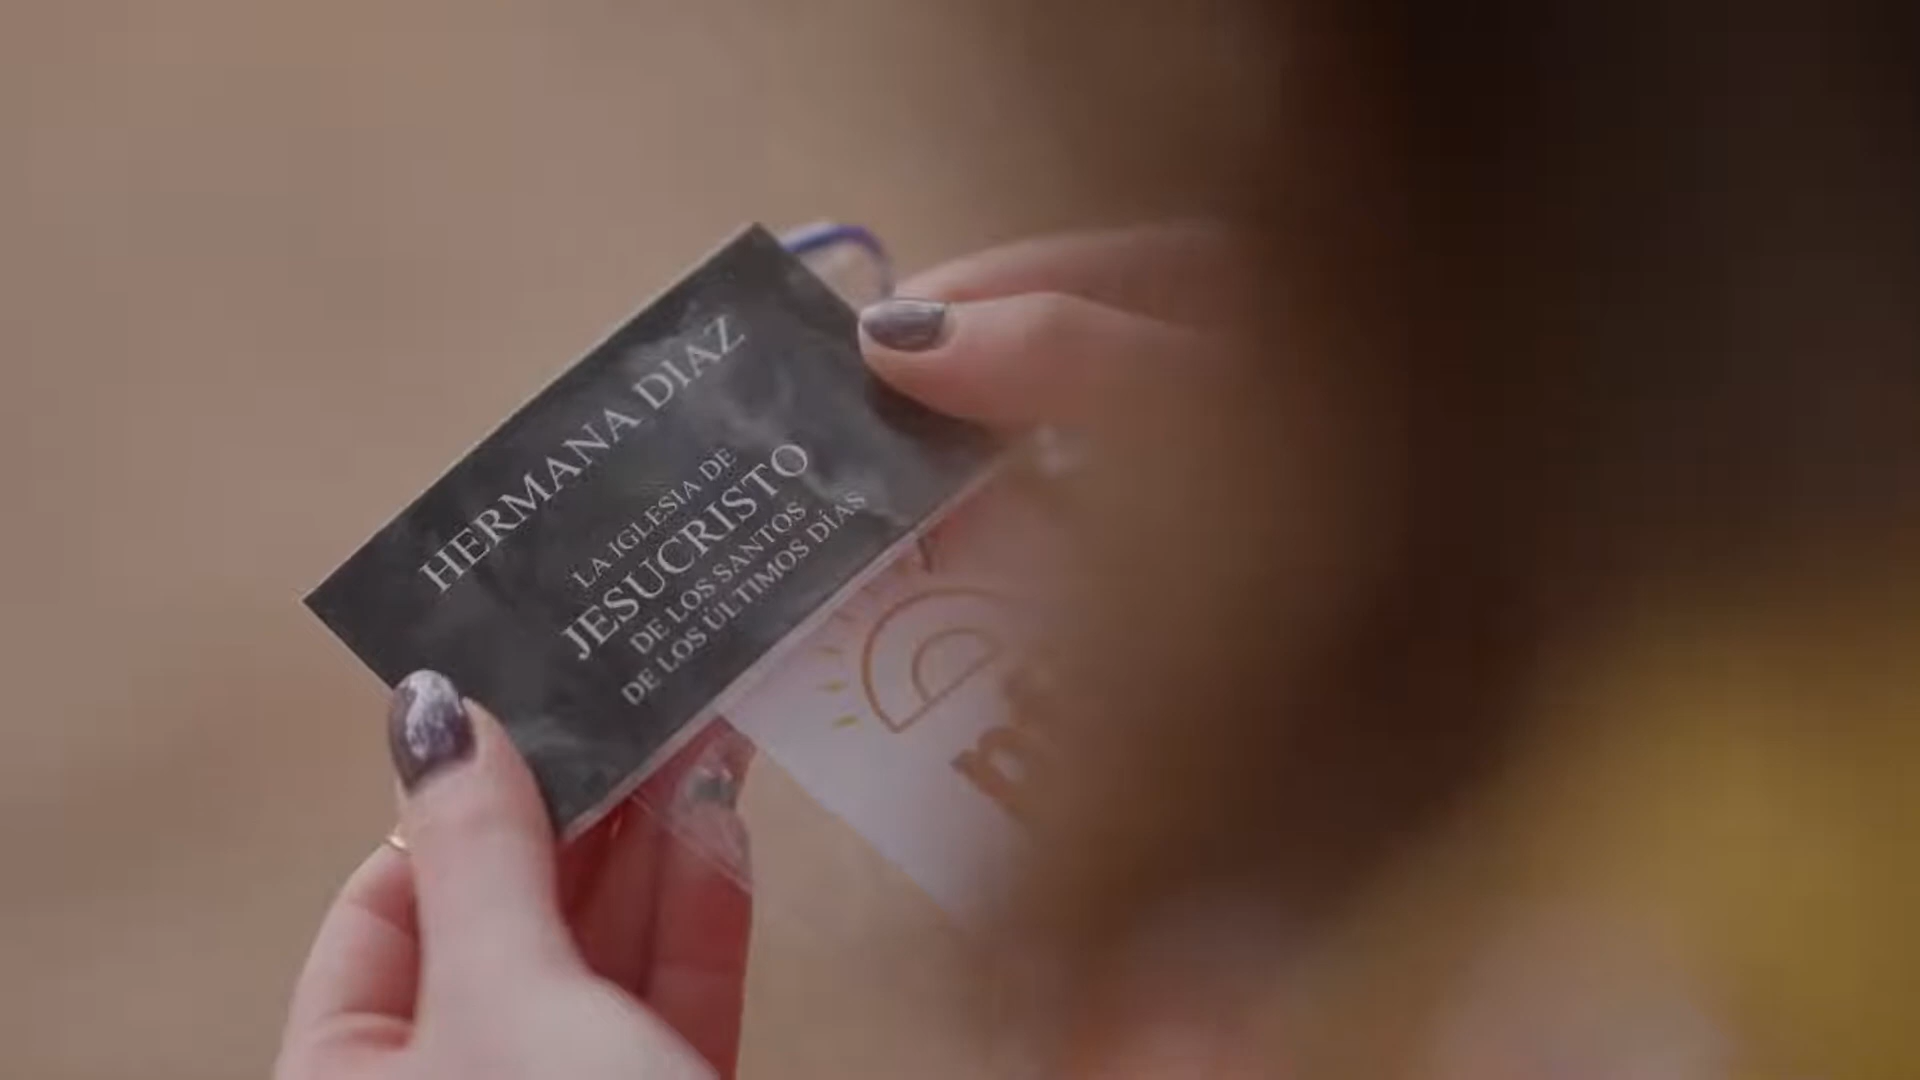 HERMANA DIAZ
LA IGLESIA DE
JESUCRISTO
DE LOS SANTOS
DE LOS ÚLTIMOS DÍAS